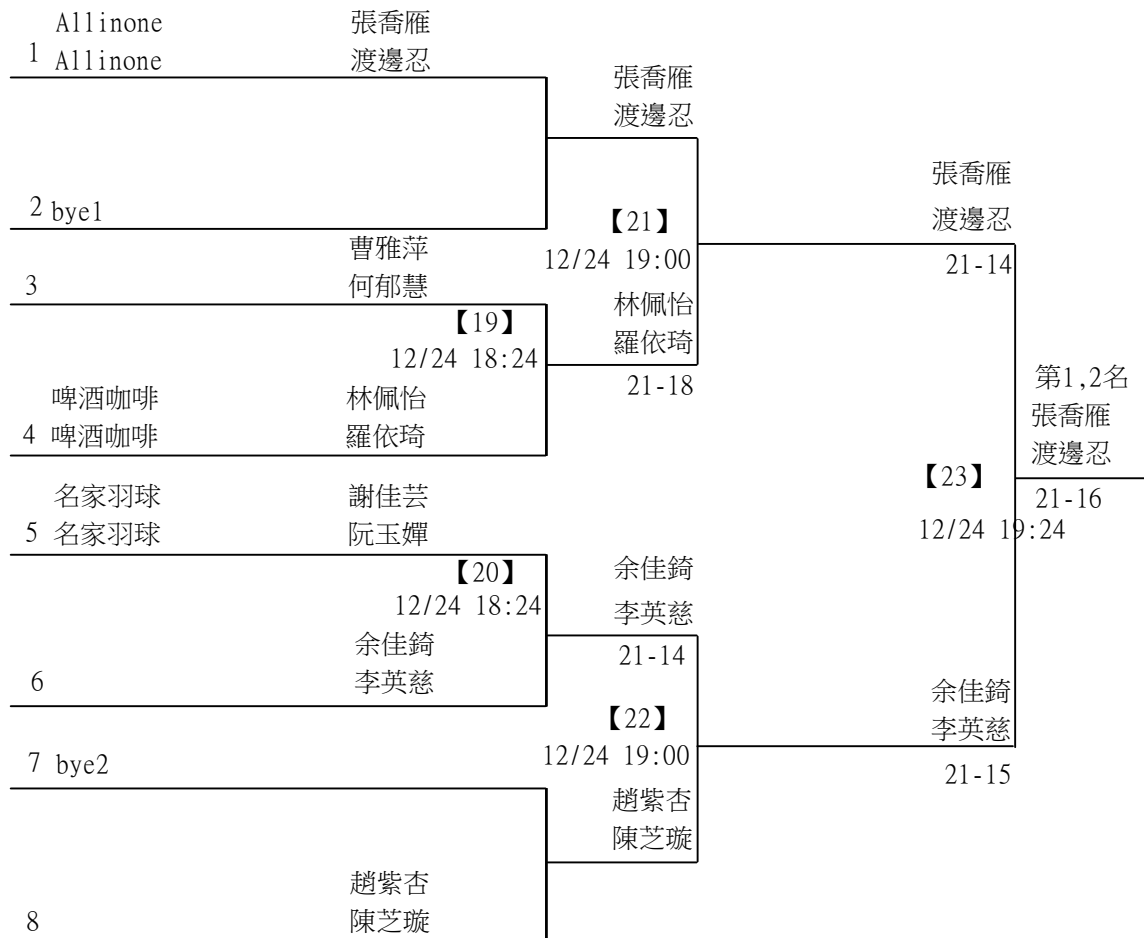 Allinone 張喬雁
1 Allinone 渡邊忍
張喬雁
渡邊忍
張喬雁
渡邊忍
21-14
2 bye1
【21】
12/24 19:00
曹雅萍
3 何郁慧
林佩怡
羅依琦
21-18
【19】
12/24 18:24
啤酒咖啡 林佩怡
4 啤酒咖啡 羅依琦
第1,2名
張喬雁
渡邊忍
21-16
【23】
12/24 19:24
名家羽球 謝佳芸
5 名家羽球 阮玉嬋
【20】
12/24 18:24
余佳錡
李英慈
21-14
余佳錡
6 李英慈
【22】
12/24 19:00
余佳錡
李英慈
21-15
7 bye2
趙紫杏
陳芝璇
趙紫杏
8 陳芝璇